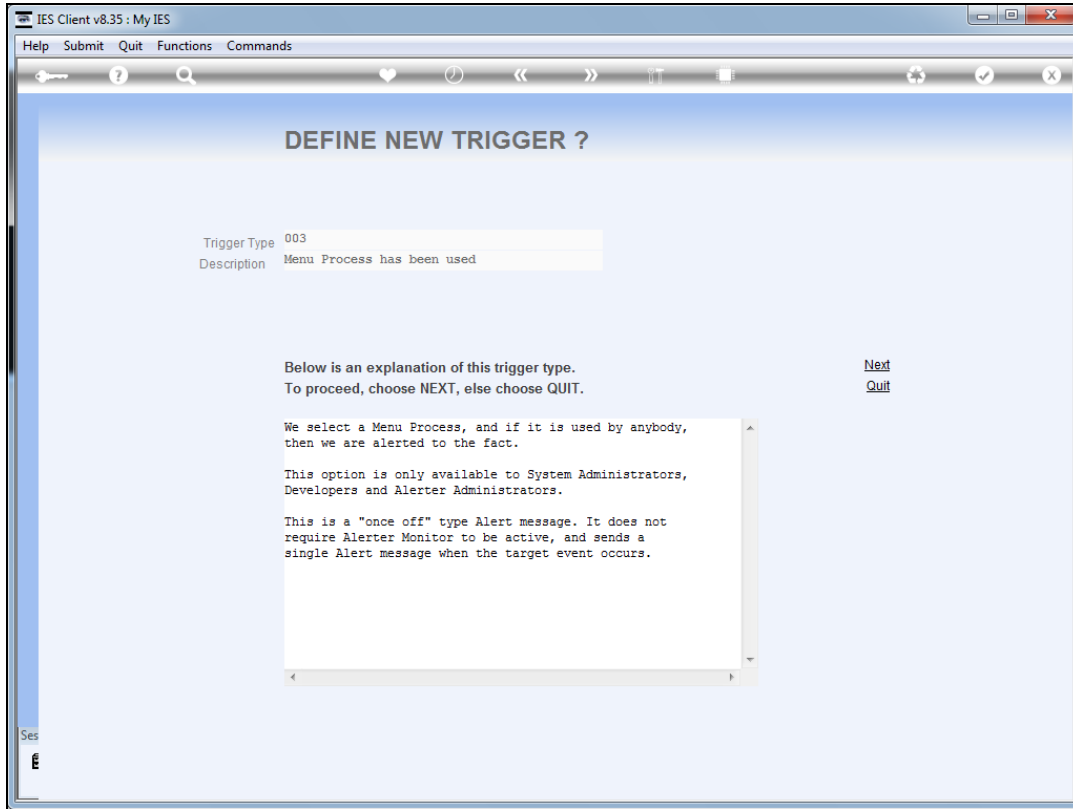 IES Client v8.35 : My IES
Help Submit Quit Functions Commands
DEFINE NEW TRIGGER ?
Trigger Type 003
Description Menu Process has been used
Below is an explanation of this trigger type.
To proceed, choose NEXT, else choose QUIT.
Next
Quit
We select a Menu Process, and if it is used by anybody,
then we are alerted to the fact.
This option is only available to System Administrators,
Developers and Alerter Administrators.
This is a "once off" type Alert message. It does not
require Alerter Monitor to be active, and sends a
single Alert message when the target event occurs.
Ses